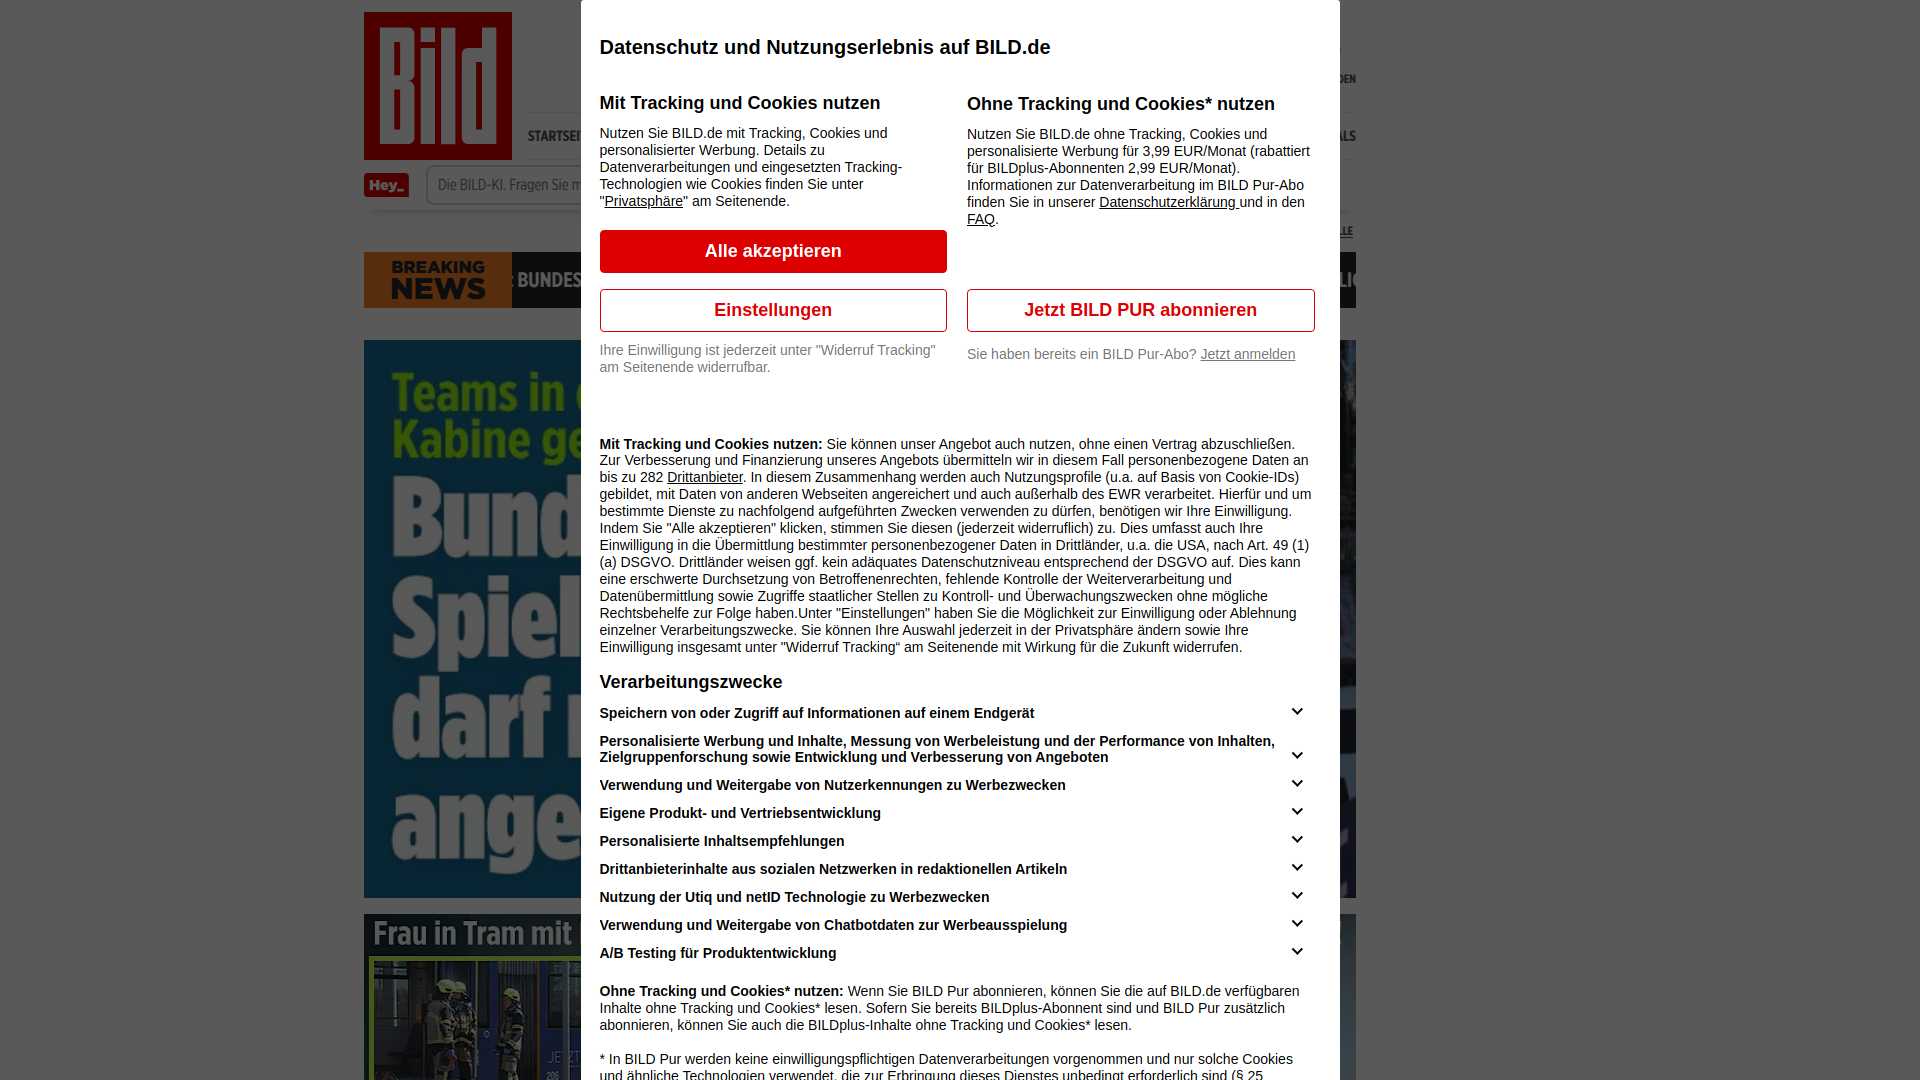 Bild
STARTSEI
Hey_
Die BILD-KI. Fragen Sie m
BREAKING
NEWS
BUNDES
Teams in
Kabine ge
Bund
Spiel
darf
ange
Frau in Tram mit
JETZT
206
Datenschutz und Nutzungserlebnis auf BILD.de
Mit Tracking und Cookies nutzen
Nutzen Sie BILD.de mit Tracking, Cookies und
personalisierter Werbung. Details zu
Datenverarbeitungen und eingesetzten Tracking-
Technologien wie Cookies finden Sie unter
"Privatsphäre" am Seitenende.
Alle akzeptieren
Einstellungen
Ihre Einwilligung ist jederzeit unter "Widerruf Tracking"
am Seitenende widerrufbar.
Ohne Tracking und Cookies* nutzen
Nutzen Sie BILD.de ohne Tracking, Cookies und
personalisierte Werbung für 3,99 EUR/Monat (rabattiert
für BILDplus-Abonnenten 2,99 EUR/Monat).
Informationen zur Datenverarbeitung im BILD Pur-Abo
finden Sie in unserer Datenschutzerklärung und in den
FAQ.
Jetzt BILD PUR abonnieren
Sie haben bereits ein BILD Pur-Abo? Jetzt anmelden
Mit Tracking und Cookies nutzen: Sie können unser Angebot auch nutzen, ohne einen Vertrag abzuschließen.
Zur Verbesserung und Finanzierung unseres Angebots übermitteln wir in diesem Fall personenbezogene Daten an
bis zu 282 Drittanbieter. In diesem Zusammenhang werden auch Nutzungsprofile (u.a. auf Basis von Cookie-IDs)
gebildet, mit Daten von anderen Webseiten angereichert und auch außerhalb des EWR verarbeitet. Hierfür und um
bestimmte Dienste zu nachfolgend aufgeführten Zwecken verwenden zu dürfen, benötigen wir Ihre Einwilligung.
Indem Sie "Alle akzeptieren" klicken, stimmen Sie diesen (jederzeit widerruflich) zu. Dies umfasst auch Ihre
Einwilligung in die Übermittlung bestimmter personenbezogener Daten in Drittländer, u.a. die USA, nach Art. 49 (1)
(a) DSGVO. Drittländer weisen ggf. kein adäquates Datenschutzniveau entsprechend der DSGVO auf. Dies kann
eine erschwerte Durchsetzung von Betroffenenrechten, fehlende Kontrolle der Weiterverarbeitung und
Datenübermittlung sowie Zugriffe staatlicher Stellen zu Kontroll- und Überwachungszwecken ohne mögliche
Rechtsbehelfe zur Folge haben.Unter "Einstellungen" haben Sie die Möglichkeit zur Einwilligung oder Ablehnung
einzelner Verarbeitungszwecke. Sie können Ihre Auswahl jederzeit in der Privatsphäre ändern sowie Ihre
Einwilligung insgesamt unter "Widerruf Tracking“ am Seitenende mit Wirkung für die Zukunft widerrufen.
Verarbeitungszwecke
Speichern von oder Zugriff auf Informationen auf einem Endgerät
Personalisierte Werbung und Inhalte, Messung von Werbeleistung und der Performance von Inhalten,
Zielgruppenforschung sowie Entwicklung und Verbesserung von Angeboten
Verwendung und Weitergabe von Nutzerkennungen zu Werbezwecken
Eigene Produkt- und Vertriebsentwicklung
Personalisierte Inhaltsempfehlungen
Drittanbieterinhalte aus sozialen Netzwerken in redaktionellen Artikeln
Nutzung der Utiq und netID Technologie zu Werbezwecken
Verwendung und Weitergabe von Chatbotdaten zur Werbeausspielung
A/B Testing für Produktentwicklung
Ohne Tracking und Cookies* nutzen: Wenn Sie BILD Pur abonnieren, können Sie die auf BILD.de verfügbaren
Inhalte ohne Tracking und Cookies* lesen. Sofern Sie bereits BILDplus-Abonnent sind und BILD Pur zusätzlich
abonnieren, können Sie auch die BILDplus-Inhalte ohne Tracking und Cookies* lesen.
* In BILD Pur werden keine einwilligungspflichtigen Datenverarbeitungen vorgenommen und nur solche Cookies
und ähnliche Technologien verwendet, die zur Erbringung dieses Dienstes unbedingt erforderlich sind (§ 25